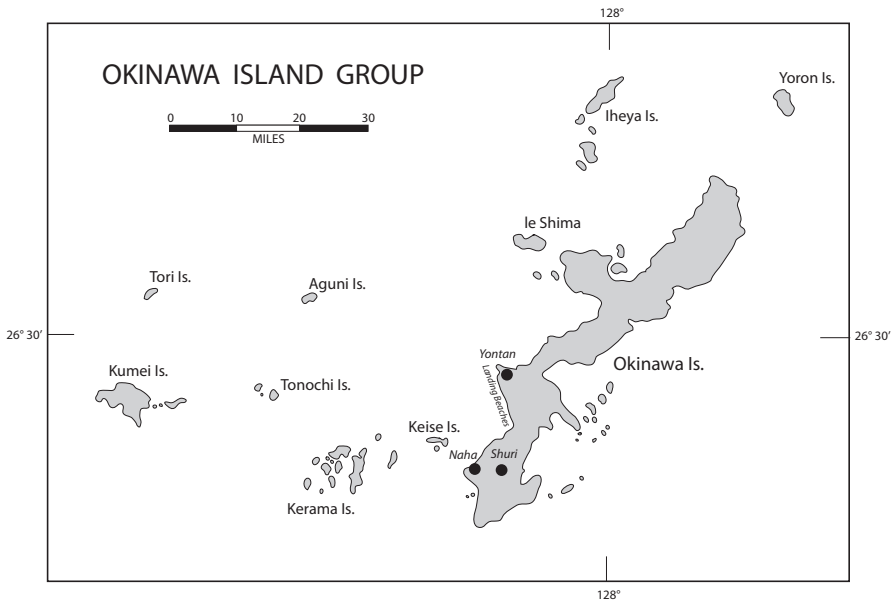 128°
OKINAWA ISLAND GROUP
0 10 20 30
MILES
Yoron Is.
Iheya Is.
Ie Shima
Tori Is.
Aguni Is.
26° 30′
26° 30′
Yontan
Okinawa Is.
Kumei Is.
Landing Beaches
Tonochi Is.
Keise Is.
Naha
Shuri
Kerama Is.
128°